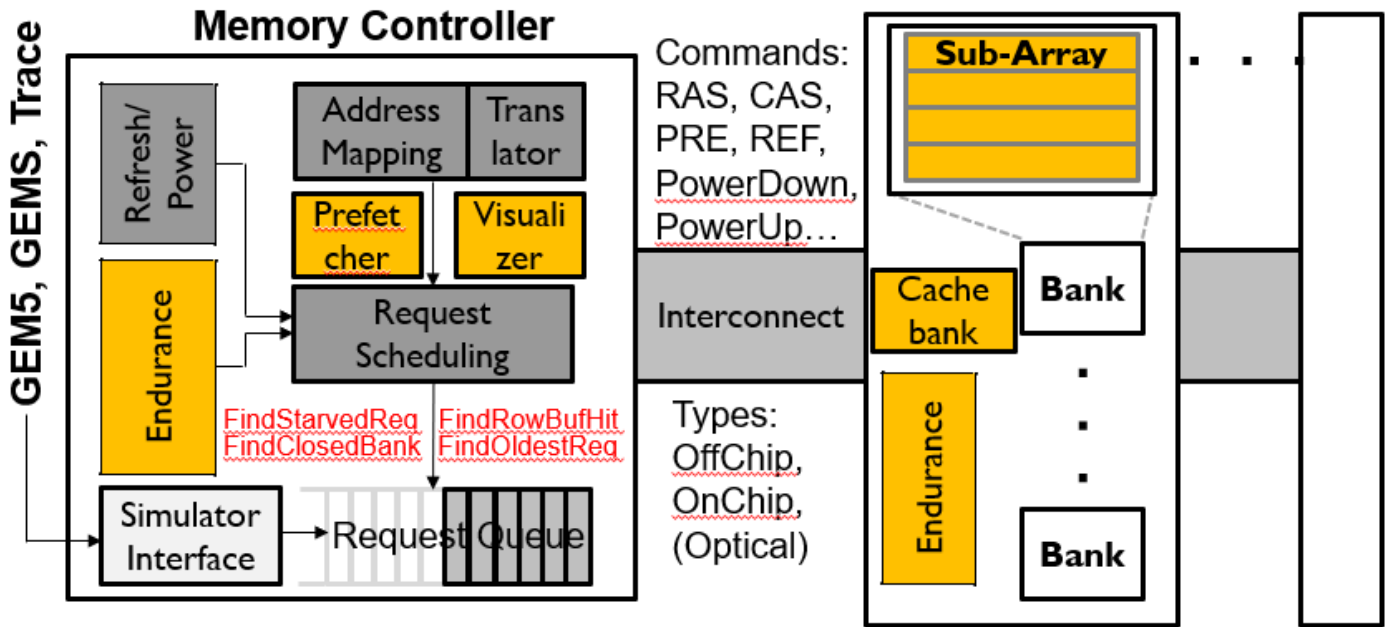 Memory Controller
GEM5, GEMS, Trace
Refresh/
Power
Address
Mapping
Trans
lator
Prefet
cher
Visuali
zer
Endurance
Request
Scheduling
FindStarvedReq
FindClosedBank
FindRowBufHit
FindOldestReq
Simulator
Interface
Request Queue
Commands:
RAS, CAS,
PRE, REF,
PowerDown,
PowerUp…
Interconnect
Types:
OffChip,
OnChip,
(Optical)
Sub-Array
. . .
Cache
bank
Bank
.
.
.
Endurance
Bank